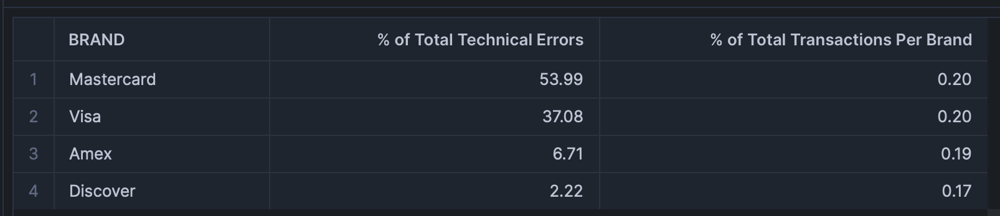 BRAND % of Total Technical Errors % of Total Transactions Per Brand
1 Mastercard 53.99 0.20
2 Visa 37.08 0.20
3 Amex 6.71 0.19
4 Discover 2.22 0.17